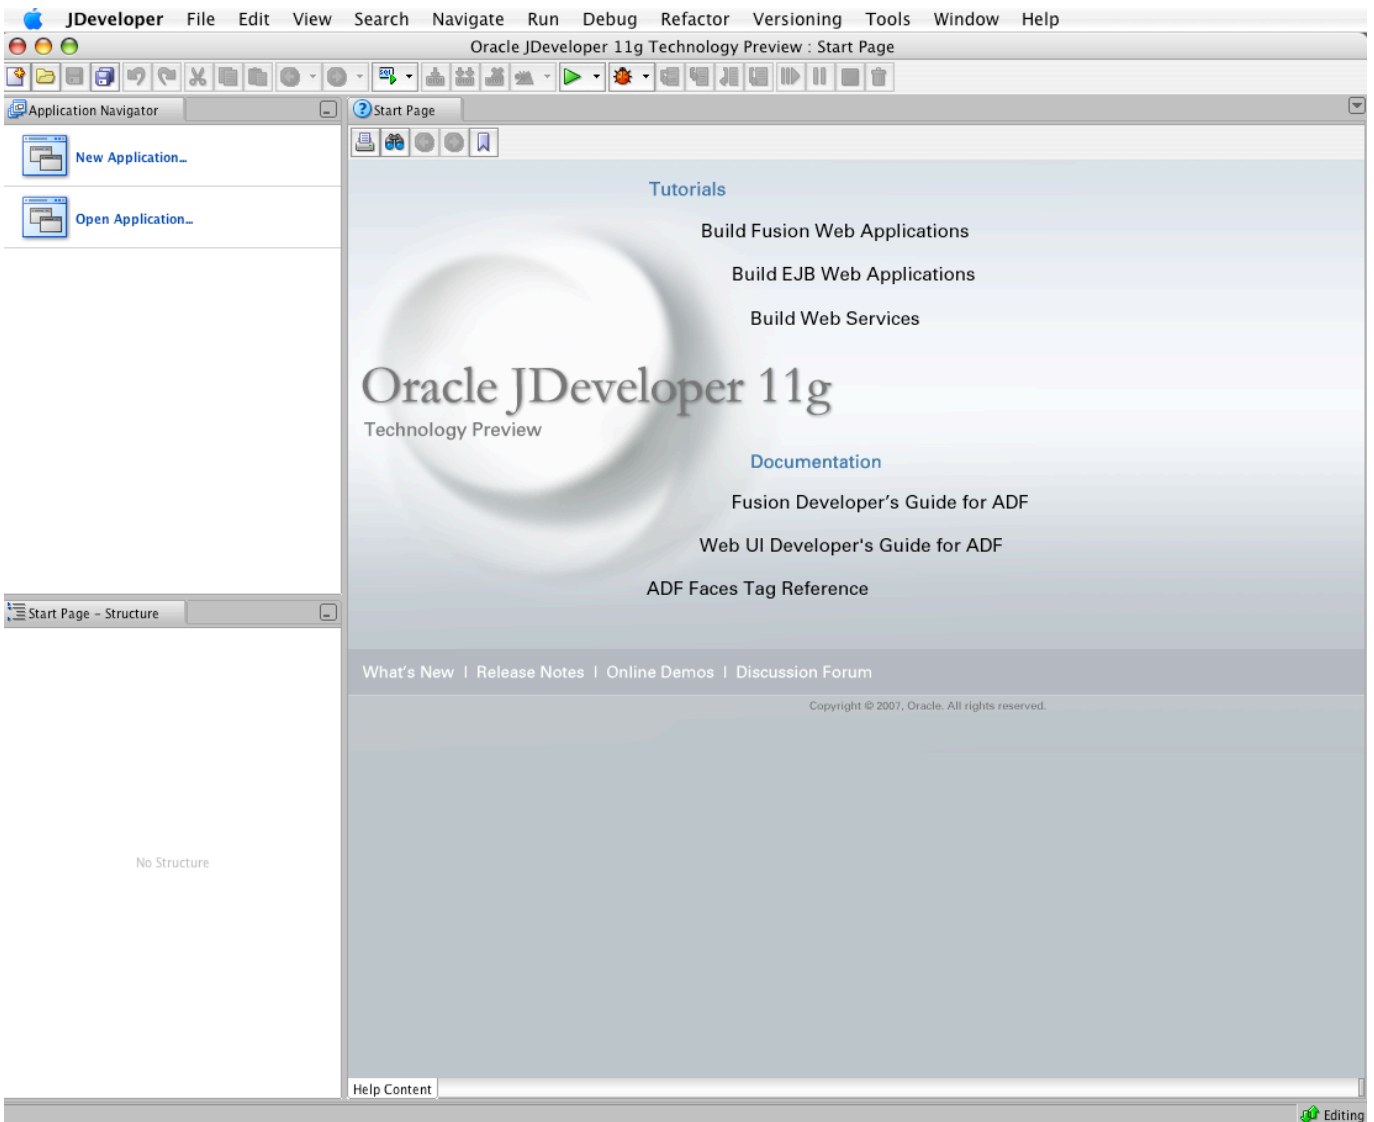 JDeveloper File Edit View Search Navigate Run Debug Refactor Versioning Tools Window Help
Oracle JDeveloper 11g Technology Preview : Start Page
Application Navigator
Start Page
New Application...
Open Application...
Tutorials
Build Fusion Web Applications
Build EJB Web Applications
Build Web Services
Oracle JDeveloper 11g
Technology Preview
Documentation
Fusion Developer's Guide for ADF
Web UI Developer's Guide for ADF
ADF Faces Tag Reference
Start Page – Structure
No Structure
What's New | Release Notes | Online Demos | Discussion Forum
Copyright © 2007, Oracle. All rights reserved.
Help Content
Editing